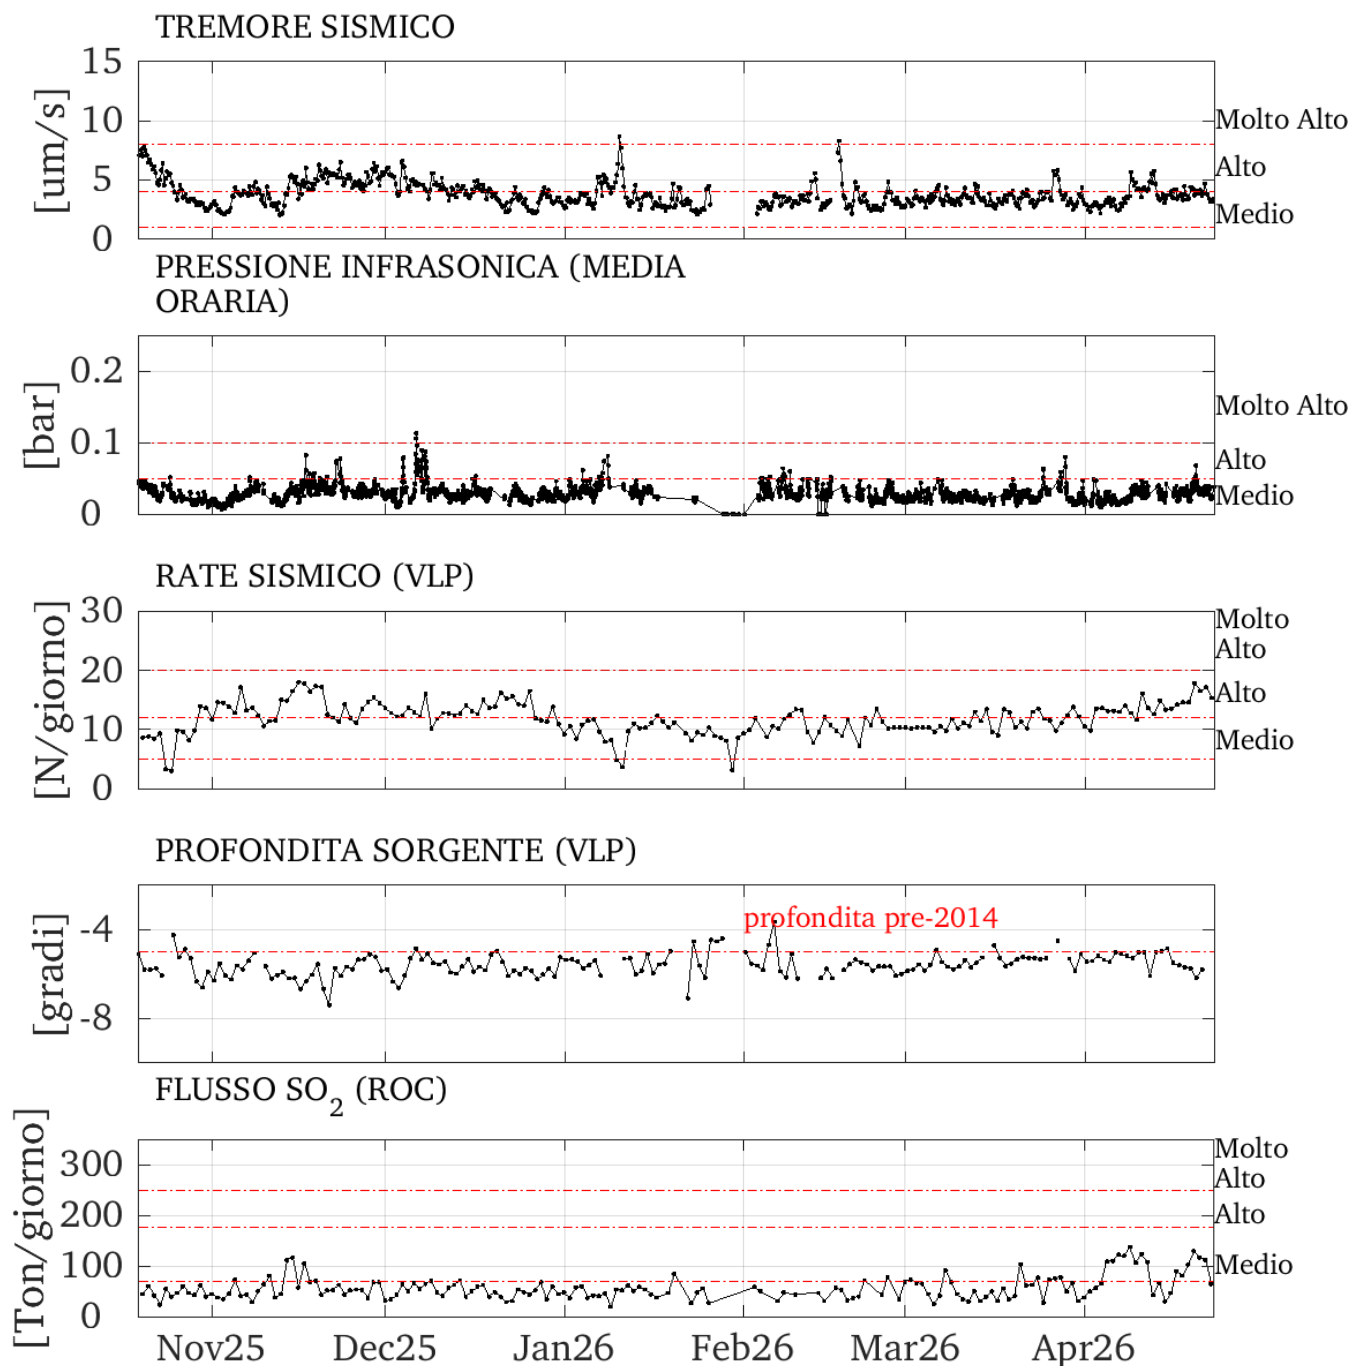 TREMORE SISMICO
15
10
5
0
[um/s]
Molto Alto
Alto
Medio
PRESSIONE INFRASONICA (MEDIA
ORARIA)
0.2
0.1
0
[bar]
Molto Alto
Alto
Medio
RATE SISMICO (VLP)
30
20
10
0
[N/giorno]
Molto
Alto
Alto
Medio
PROFONDITA SORGENTE (VLP)
-4
-8
[gradi]
profondita pre-2014
FLUSSO SO2 (ROC)
300
200
100
0
[Ton/giorno]
Molto
Alto
Alto
Medio
Nov25 Dec25 Jan26 Feb26 Mar26 Apr26